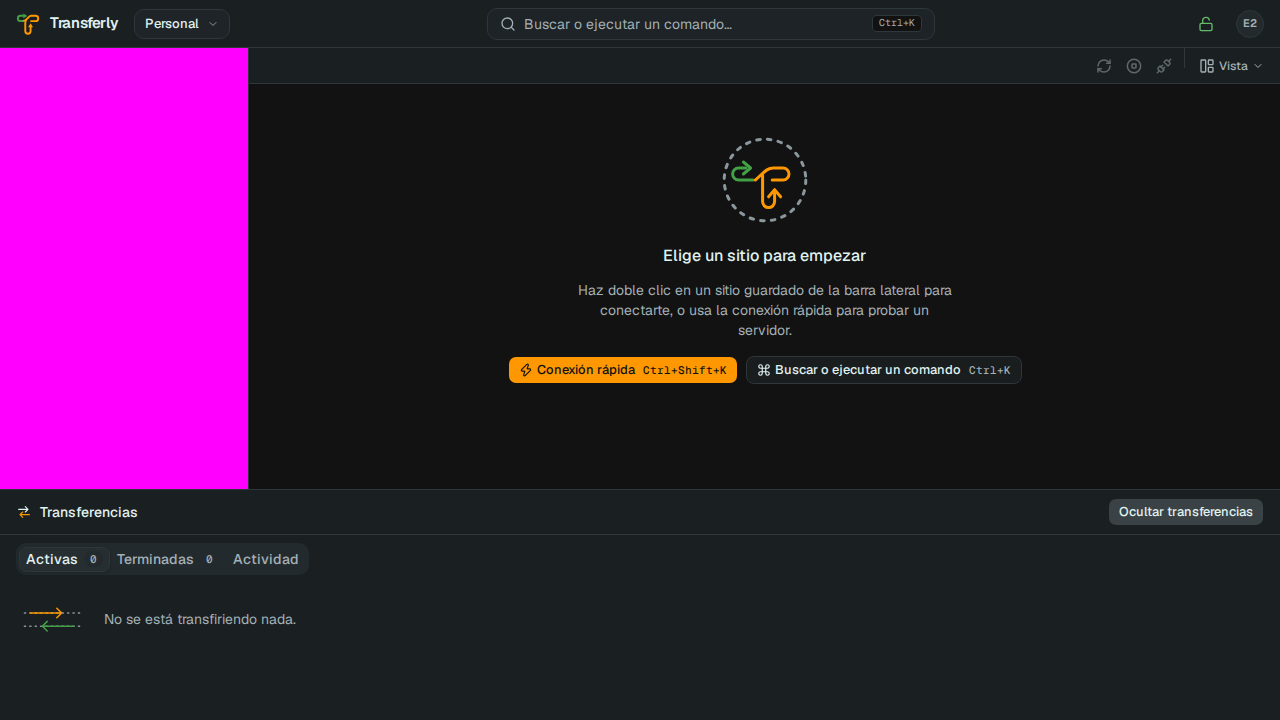 Transferly
Personal
Buscar o ejecutar un comando...
Ctrl+K
E2
Vista
Elige un sitio para empezar
Haz doble clic en un sitio guardado de la barra lateral para
conectarte, o usa la conexión rápida para probar un
servidor.
Conexión rápida Ctrl+Shift+K
Buscar o ejecutar un comando Ctrl+K
Transferencias
Ocultar transferencias
Activas 0
Terminadas 0
Actividad
No se está transfiriendo nada.